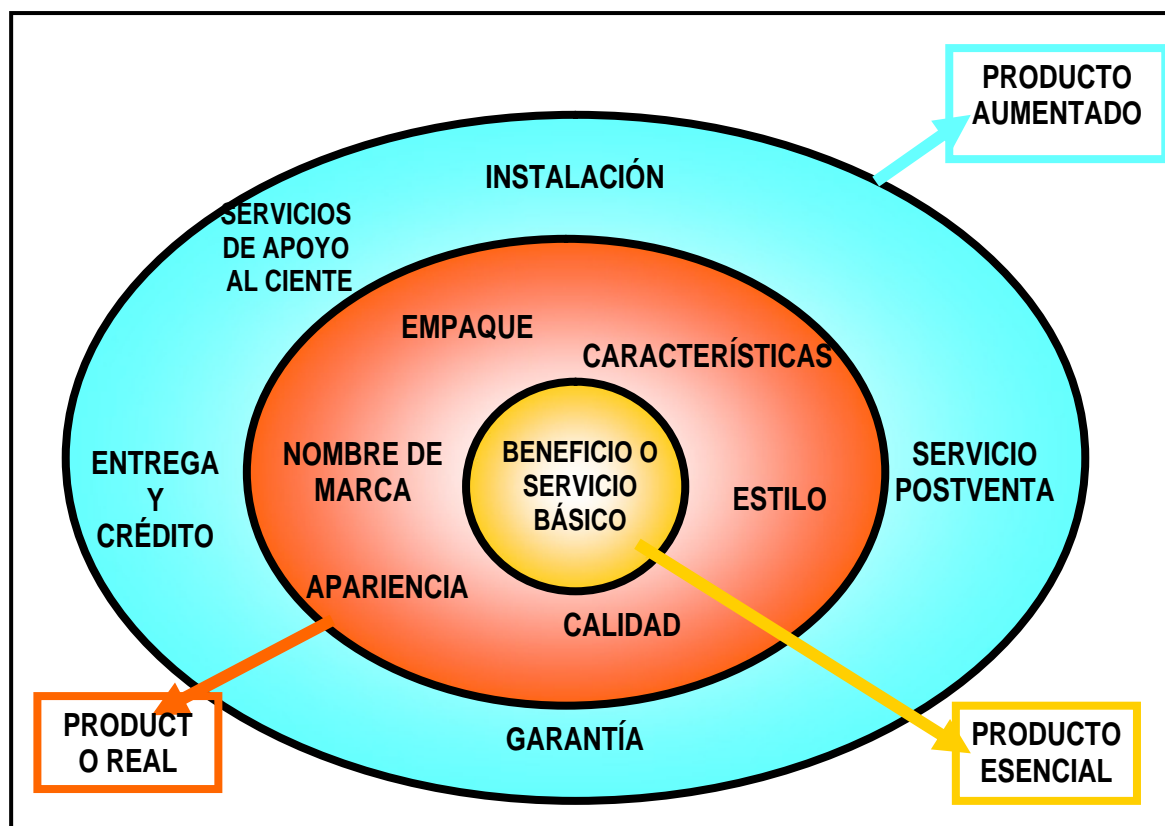 PRODUCTO
AUMENTADO
INSTALACIÓN
SERVICIOS
DE APOYO
AL CIENTE
EMPAQUE
CARACTERÍSTICAS
NOMBRE DE
MARCA
BENEFICIO O
SERVICIO
BÁSICO
ESTILO
ENTREGA
Y
CRÉDITO
SERVICIO
POSTVENTA
APARIENCIA
CALIDAD
GARANTÍA
PRODUCT
O REAL
PRODUCTO
ESENCIAL